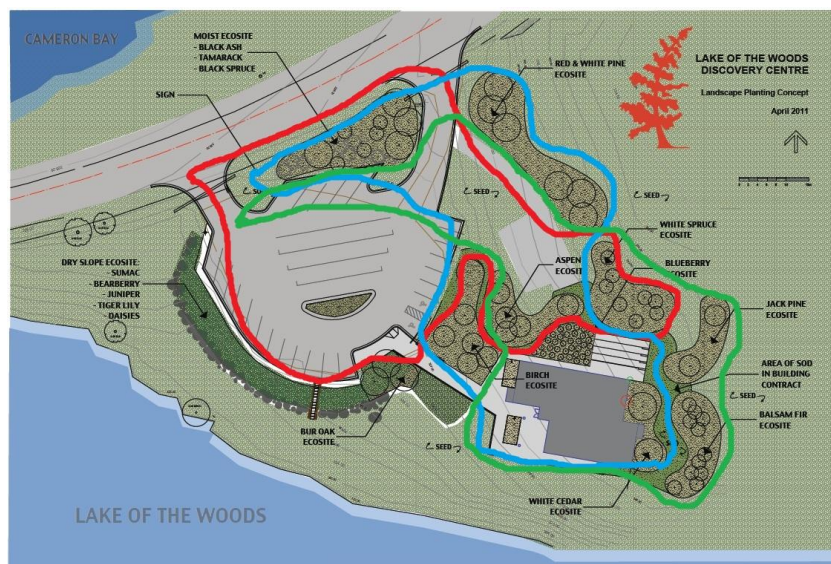 CAMERON BAY
MOIST ECOSITE
- BLACK ASH
- TAMARACK
- BLACK SPRUCE
SIGN
RED & WHITE PINE
ECOSITE
LAKE OF THE WOODS
DISCOVERY CENTRE
Landscape Planting Concept
April 2011
SEED
SEED
WHITE SPRUCE
ECOSITE
ASPEN
BLUEBERRY
DRY SLOPE ECOSITE:
- SUMAC
- BEARBERRY
- JUNIPER
- TIGER LILY
- DAISIES
JACK PINE
ECOSITE
AREA OF SOD
IN BUILDING
CONTRACT
BIRCH
ECOSITE
SEED
BALSAM FIR
ECOSITE
BUR OAK
ECOSITE
SEED
WHITE CEDAR
ECOSITE
LAKE OF THE WOODS